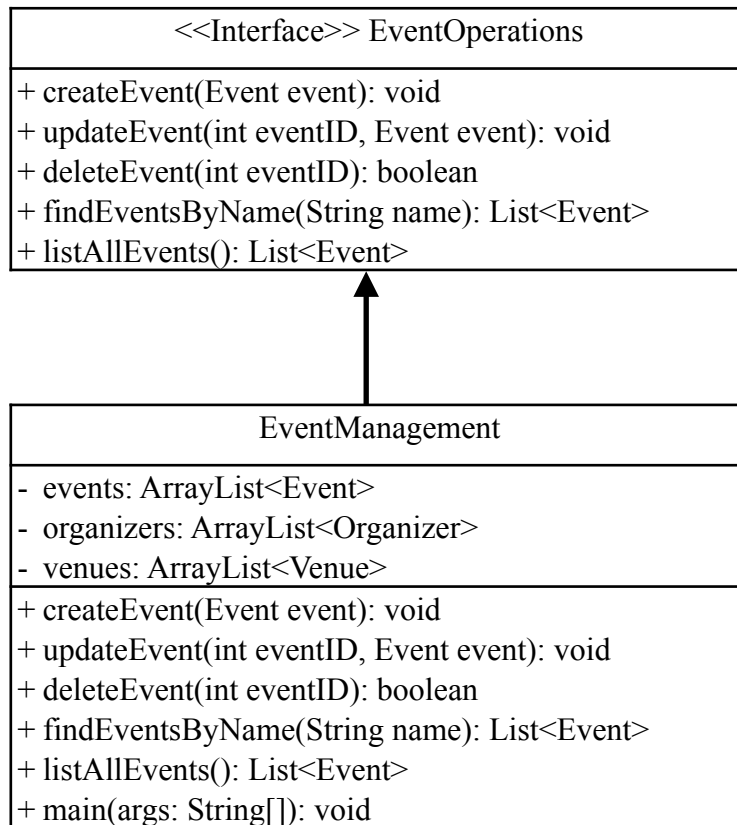 <<Interface>> EventOperations
+ createEvent(Event event): void
+ updateEvent(int eventID, Event event): void
+ deleteEvent(int eventID): boolean
+ findEventsByName(String name): List<Event>
+ listAllEvents(): List<Event>
EventManagement
- events: ArrayList<Event>
- organizers: ArrayList<Organizer>
- venues: ArrayList<Venue>
+ createEvent(Event event): void
+ updateEvent(int eventID, Event event): void
+ deleteEvent(int eventID): boolean
+ findEventsByName(String name): List<Event>
+ listAllEvents(): List<Event>
+ main(args: String[]): void